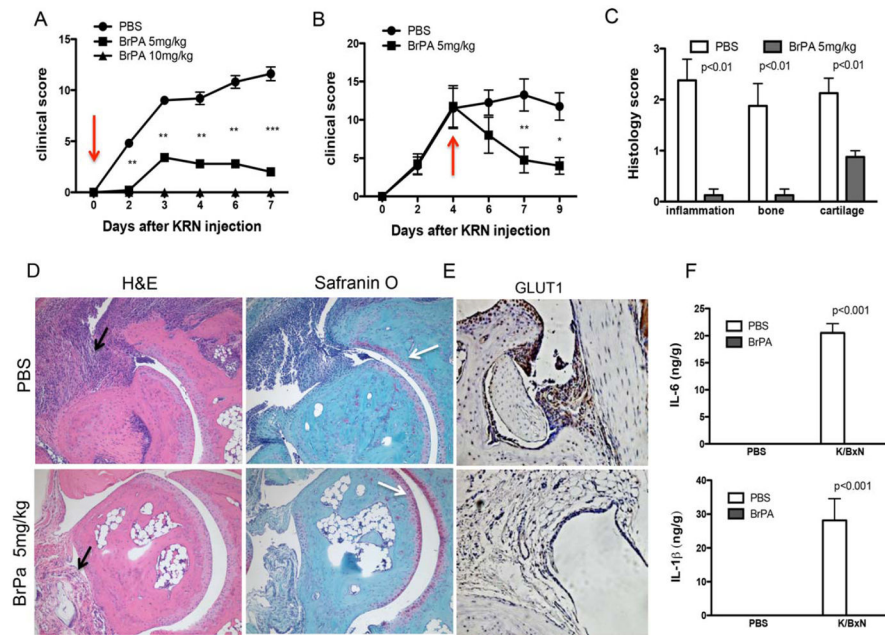 A
PBS
BrPA 5mg/kg
BrPA 10mg/kg
clinical score
15
10
5
0
**
**
**
**
***
0 2 3 4 6 7
Days after KRN injection
B
PBS
BrPA 5mg/kg
clinical score
20
15
10
5
0
**
*
0 2 4 6 7 9
Days after KRN injection
C
PBS BrPA 5mg/kg
p<0.01 p<0.01 p<0.01
Histology score
3
2
1
0
inflammation bone cartilage
D
H&E Safranin O
PBS
BrPa 5mg/kg
E
GLUT1
F
p<0.001
PBS
BrPA
IL-6 (ng/g)
25
20
15
10
5
0
PBS K/BxN
p<0.001
PBS
BrPA
IL-1β (ng/g)
40
30
20
10
0
PBS K/BxN